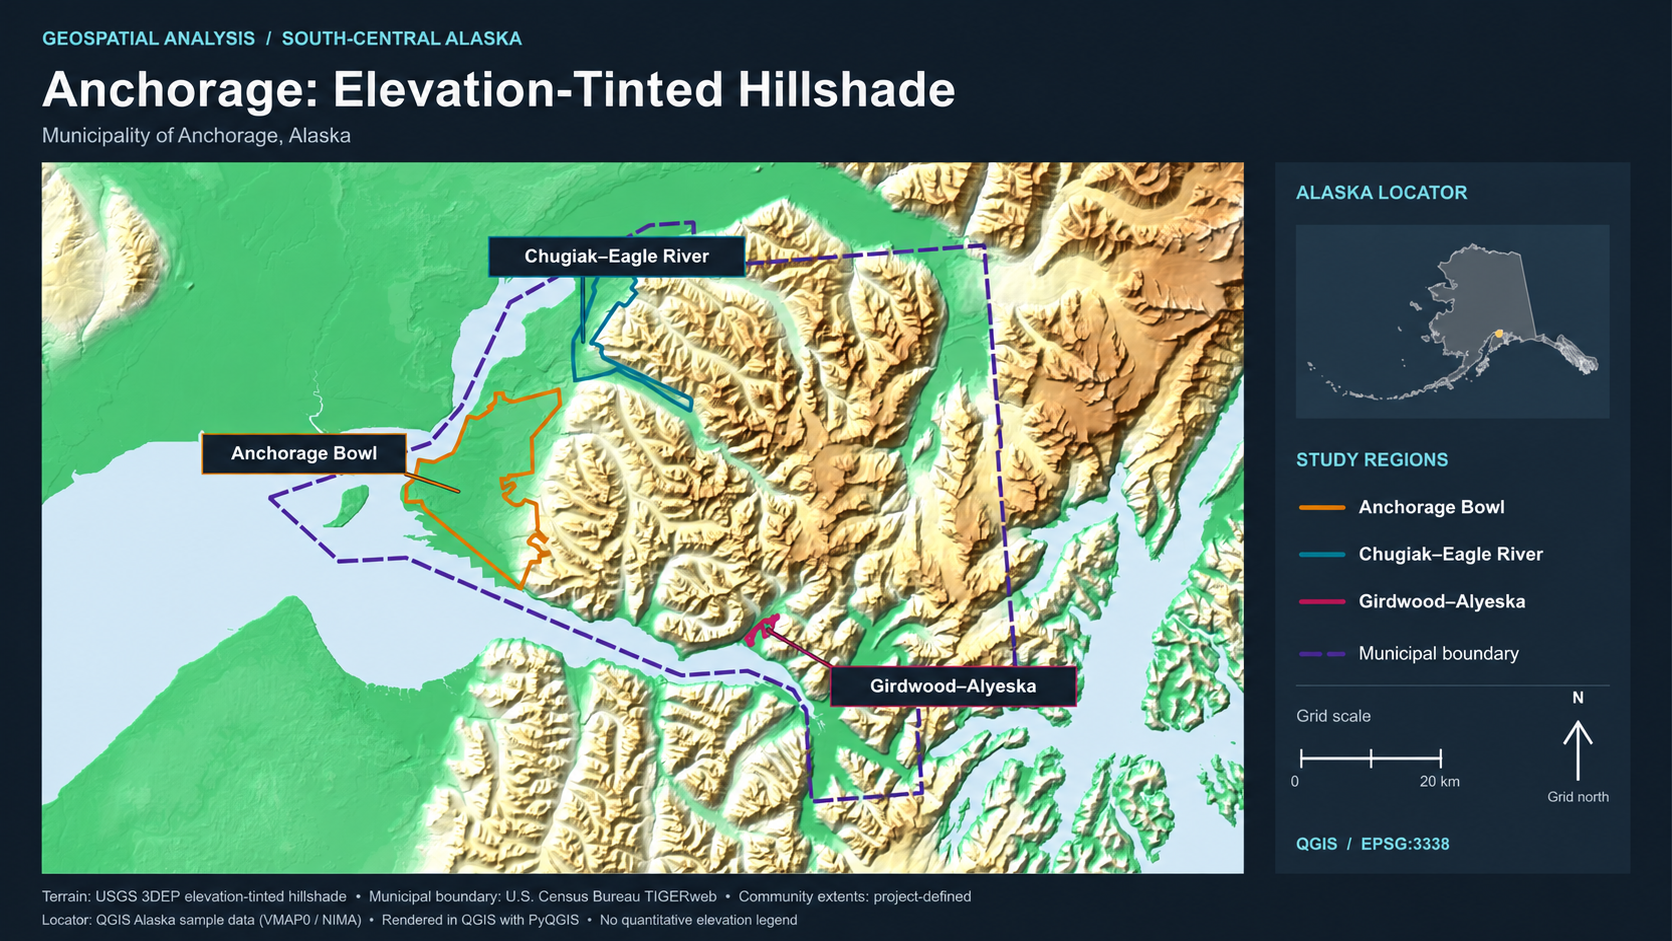 GEOSPATIAL ANALYSIS / SOUTH-CENTRAL ALASKA
Anchorage: Elevation-Tinted Hillshade
Municipality of Anchorage, Alaska
Chugiak–Eagle River
Anchorage Bowl
Girdwood–Alyeska
ALASKA LOCATOR
STUDY REGIONS
Anchorage Bowl
Chugiak–Eagle River
Girdwood–Alyeska
Municipal boundary
Grid scale
0 20 km
N
Grid north
QGIS / EPSG:3338
Terrain: USGS 3DEP elevation-tinted hillshade • Municipal boundary: U.S. Census Bureau TIGERweb • Community extents: project-defined
Locator: QGIS Alaska sample data (VMAP0 / NIMA) • Rendered in QGIS with PyQGIS • No quantitative elevation legend